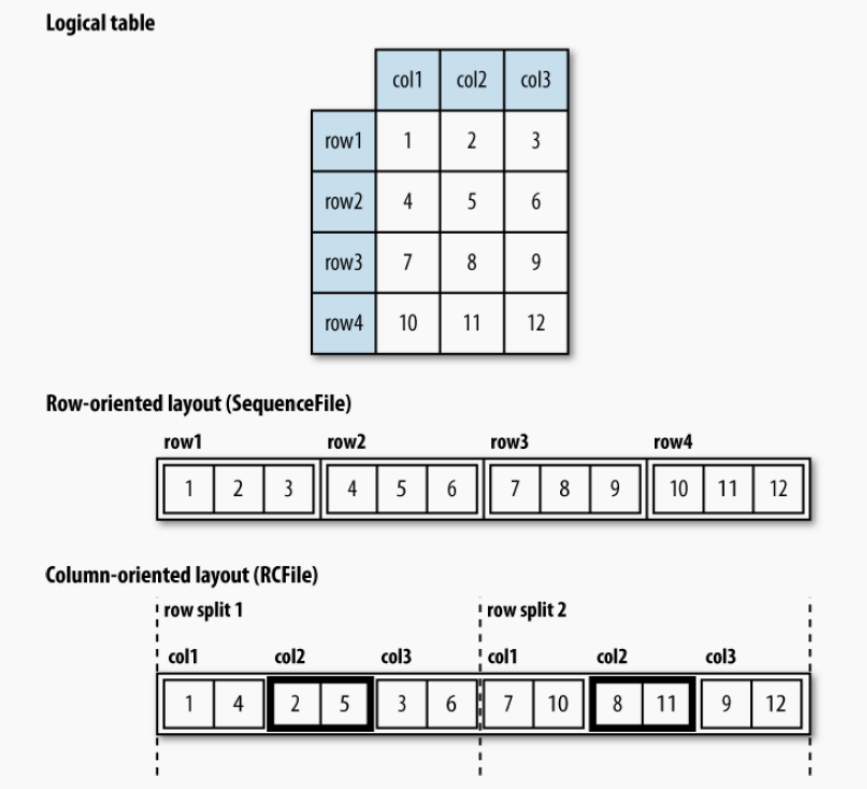 Logical table
col1 col2 col3
row1 1 2 3
row2 4 5 6
row3 7 8 9
row4 10 11 12
Row-oriented layout (SequenceFile)
row1 row2 row3 row4
1 2 3 4 5 6 7 8 9 10 11 12
Column-oriented layout (RCFile)
row split 1 row split 2
col1 col2 col3 col1 col2 col3
1 4 2 5 3 6 7 10 8 11 9 12